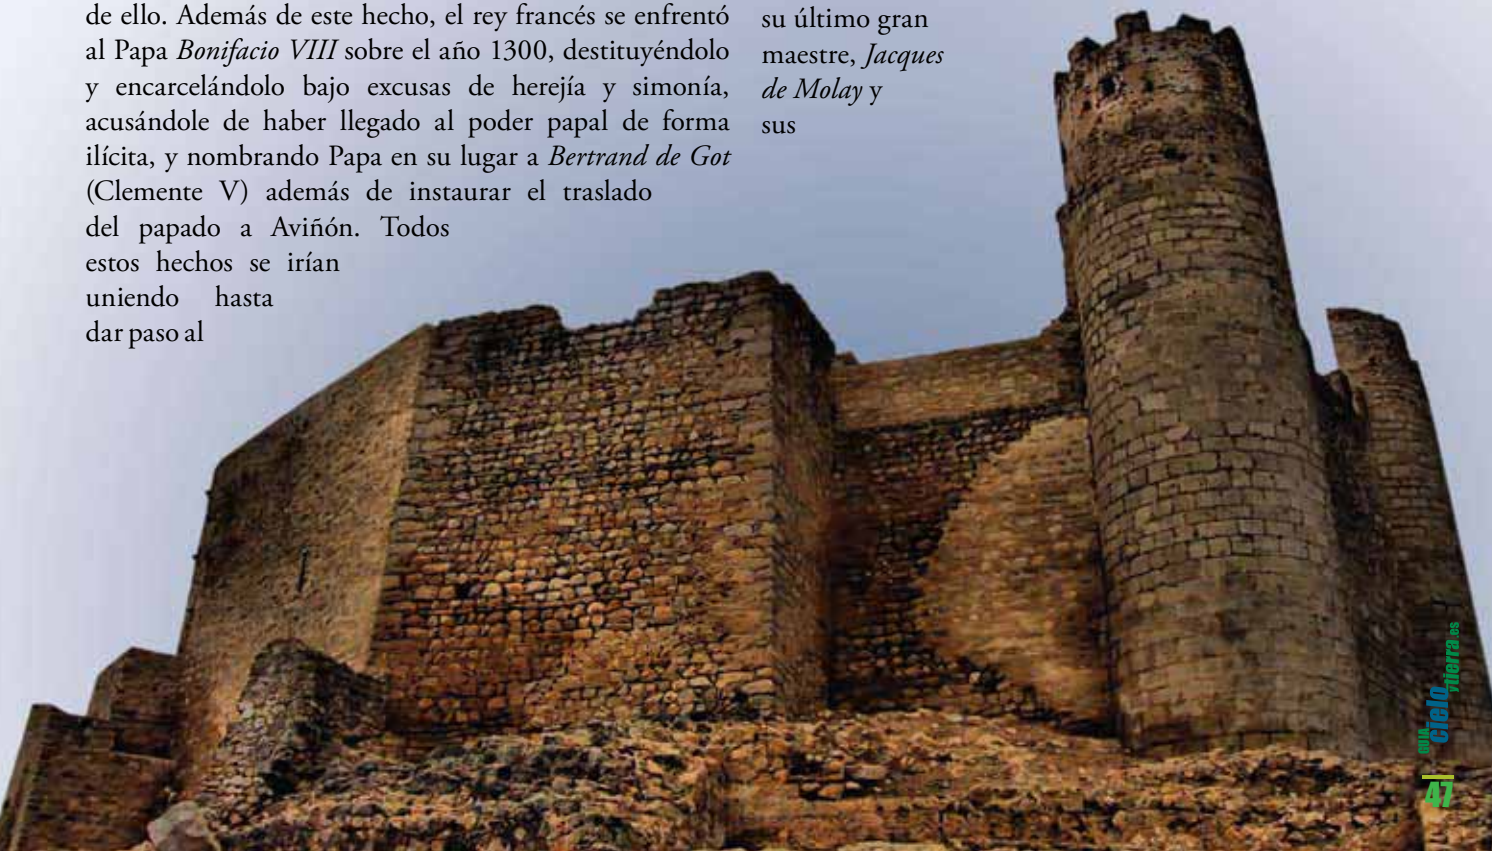 de ello. Además de este hecho, el rey francés se enfrentó
al Papa Bonifacio VIII sobre el año 1300, destituyéndolo
y encarcelándolo bajo excusas de herejía y simonía,
acusándole de haber llegado al poder papal de forma
ilícita, y nombrando Papa en su lugar a Bertrand de Got
(Clemente V) además de instaurar el traslado
del papado a Aviñón. Todos
estos hechos se irían
uniendo hasta
dar paso al
su último gran
maestre, Jacques
de Molay y
sus
GUIA
cielo
ytierra.es
47